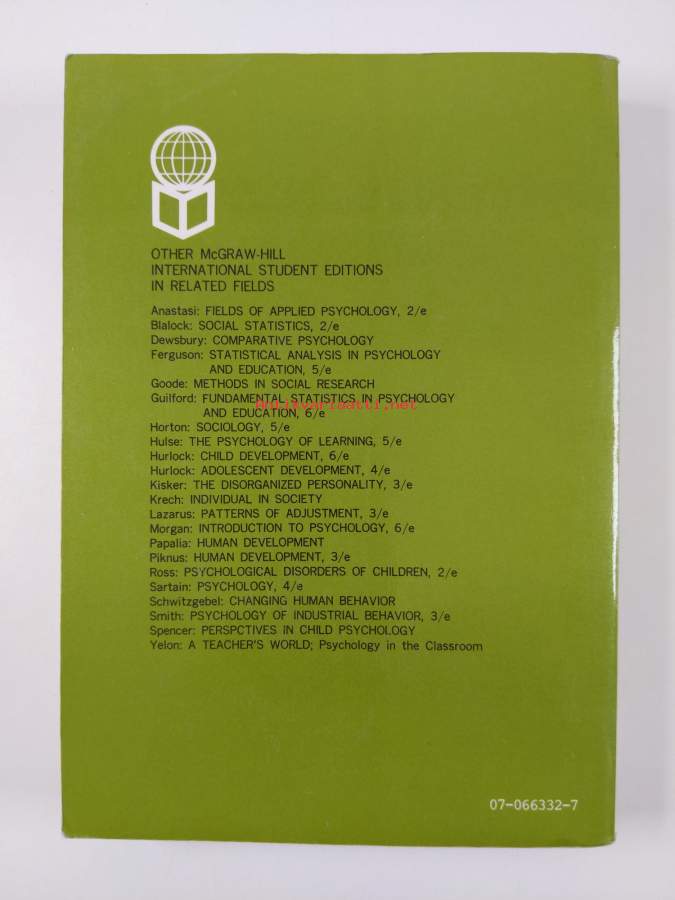 OTHER McGRAW-HILL
INTERNATIONAL STUDENT EDITIONS
IN RELATED FIELDS
Anastasi: FIELDS OF APPLIED PSYCHOLOGY, 2/e
Blalock: SOCIAL STATISTICS, 2/e
Dewsbury: COMPARATIVE PSYCHOLOGY
Ferguson: STATISTICAL ANALYSIS IN PSYCHOLOGY
AND EDUCATION, 5/e
Goode: METHODS IN SOCIAL RESEARCH
Guilford: FUNDAMENTAL STATISTICS IN PSYCHOLOGY
Antikvariaatti.net
AND EDUCATION, 6/e
Horton: SOCIOLOGY, 5/e
Hulse: THE PSYCHOLOGY OF LEARNING, 5/e
Hurlock: CHILD DEVELOPMENT, 6/e
Hurlock: ADOLESCENT DEVELOPMENT, 4/e
Kisker: THE DISORGANIZED PERSONALITY, 3/e
Krech: INDIVIDUAL IN SOCIETY
Lazarus: PATTERNS OF ADJUSTMENT, 3/e
Morgan: INTRODUCTION TO PSYCHOLOGY, 6/e
Papalia: HUMAN DEVELOPMENT
Piknus: HUMAN DEVELOPMENT, 3/e
Ross: PSYCHOLOGICAL DISORDERS OF CHILDREN, 2/e
Sartain: PSYCHOLOGY, 4/e
Schwitzgebel: CHANGING HUMAN BEHAVIOR
Smith: PSYCHOLOGY OF INDUSTRIAL BEHAVIOR, 3/e
Spencer: PERSPCTIVES IN CHILD PSYCHOLOGY
Yelon: A TEACHER'S WORLD; Psychology in the Classroom
07-066332-7